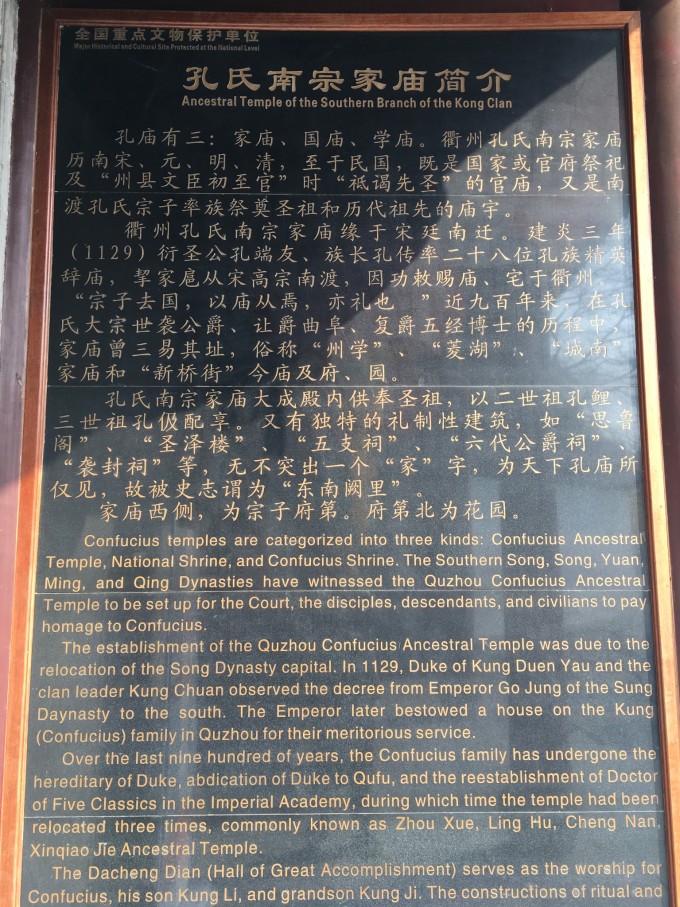 全国重点文物保护单位
Major Historical and Cultural Site Protected at the National Level
孔氏南宗家庙简介
Ancestral Temple of the Southern Branch of the Kong Clan
孔庙有三：家庙、国庙、学庙。衢州孔氏南宗家庙
历南宋、元、明、清，至于民国，既是国家或官府祭祀
及“州县文臣初至官”时“祗谒先圣”的官庙，又是南
渡孔氏宗子率族祭奠圣祖和历代祖先的庙宇。
衢州孔氏南宗家庙缘于宋廷南迁。建炎三年
（1129）衍圣公孔端友、族长孔传率二十八位孔族精英
辞庙，挈家扈从宋高宗南渡，因功敕赐庙、宅于衢州
“宗子去国，以庙从焉，亦礼也 ”近九百年来，在孔
氏大宗世袭公爵、让爵曲阜、复爵五经博士的历程中，
家庙曾三易其址，俗称“州学”、“菱湖”、“城南”
家庙和“新桥街”今庙及府、园。
孔氏南宗家庙大成殿内供奉圣祖，以二世祖孔鲤、
三世祖孔伋配享。又有独特的礼制性建筑，如“思鲁
阁”、“圣泽楼”、“五支祠”、“六代公爵祠”、
“袭封祠”等，无不突出一个“家”字，为天下孔庙所
仅见，故被史志谓为“东南阙里”。
家庙西侧，为宗子府第。府第北为花园。
Confucius temples are categorized into three kinds: Confucius Ancestral
Temple, National Shrine, and Confucius Shrine. The Southern Song, Song, Yuan,
Ming, and Qing Dynasties have witnessed the Quzhou Confucius Ancestral
Temple to be set up for the Court, the disciples, descendants, and civilians to pay
homage to Confucius.
The establishment of the Quzhou Confucius Ancestral Temple was due to the
relocation of the Song Dynasty capital. In 1129, Duke of Kung Duen Yau and the
clan leader Kung Chuan observed the decree from Emperor Go Jung of the Sung
Daynasty to the south. The Emperor later bestowed a house on the Kung
(Confucius) family in Quzhou for their meritorious service.
Over the last nine hundred of years, the Confucius family has undergone the
hereditary of Duke, abdication of Duke to Qufu, and the reestablishment of Doctor
of Five Classics in the Imperial Academy, during which time the temple had been
relocated three times, commonly known as Zhou Xue, Ling Hu, Cheng Nan,
Xinqiao Jie Ancestral Temple.
The Dacheng Dian (Hall of Great Accomplishment) serves as the worship for
Confucius, his son Kung Li, and grandson Kung Ji. The constructions of ritual and